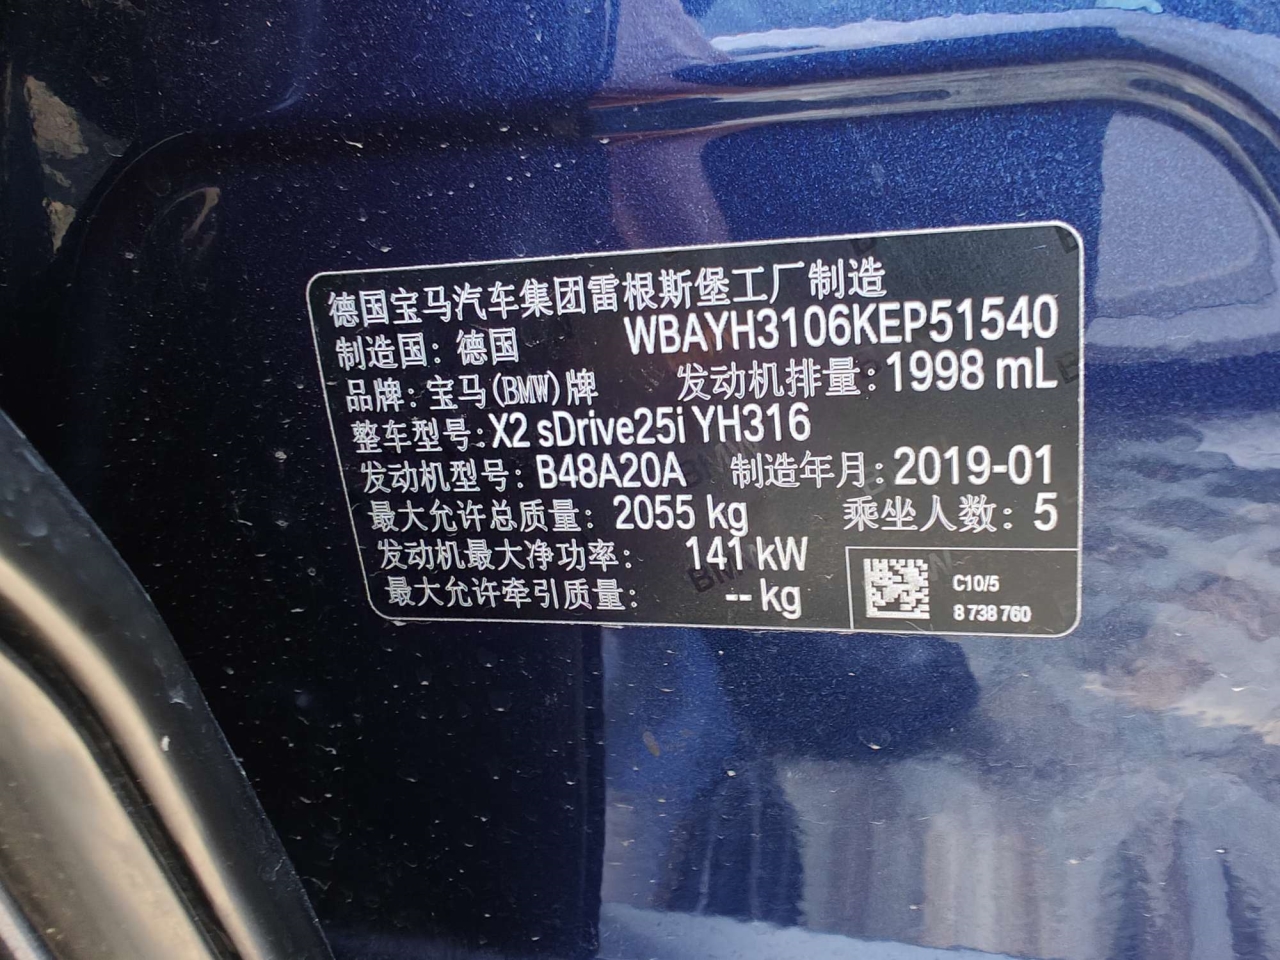 德国宝马汽车集团雷根斯堡工厂制造
制造国: 德国 WBAYH3106KEP51540
品牌: 宝马(BMW)牌 发动机排量: 1998 mL
整车型号: X2 sDrive25i YH316
发动机型号: B48A20A 制造年月: 2019-01
最大允许总质量: 2055 kg 乘坐人数: 5
发动机最大净功率: 141 kW
最大允许牵引质量: -- kg
C10/5
8 738 760